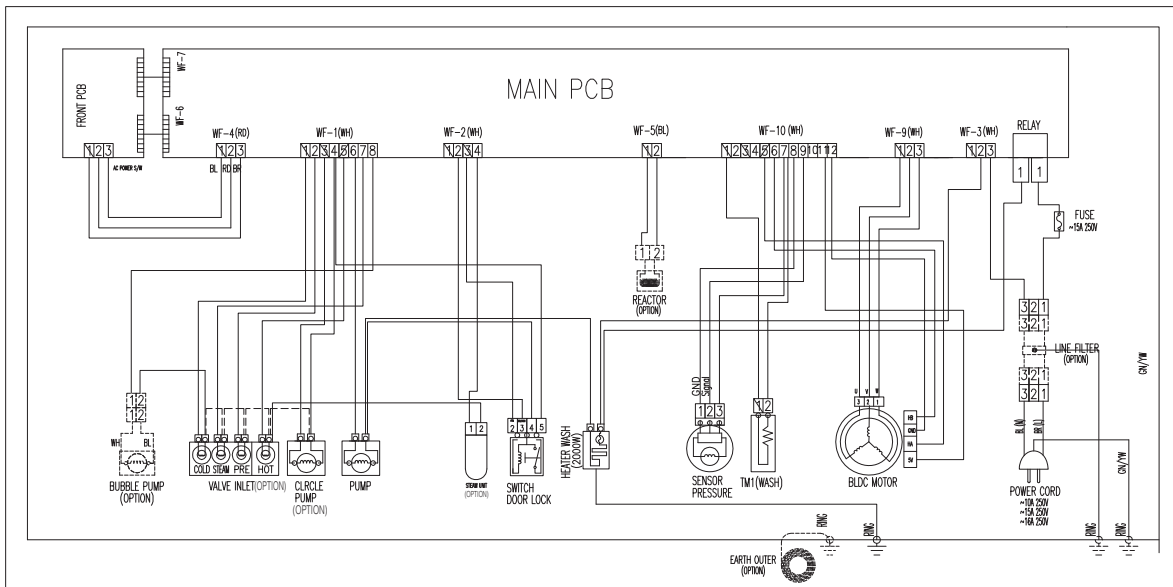 MAIN PCB
FRONT PCB
WF-7
WF-6
1 2 3
AC POWER S/W
WF-4(RD)
1 2 3
BL RD BR
WF-1(WH)
1 2 3 4 5 6 7 8
WF-2(WH)
1 2 3 4
WF-5(BL)
1 2
WF-10(WH)
1 2 3 4 5 6 7 8 9 10 11 12
WF-9(WH)
1 2 3
WF-3(WH)
1 2 3
RELAY
1 1
FUSE
~15A 250V
1 2
REACTOR
(OPTION)
3 2 1
3 2 1
LINE FILTER
(OPTION)
3 2 1
3 2 1
GN/YW
BL(N)
BR(L)
GN/YW
POWER CORD
~10A 250V
~15A 250V
~16A 250V
1 2
1 2
WH BL
BUBBLE PUMP
(OPTION)
COLD STEAM PRE HOT
VALVE INLET(OPTION)
CLRCLE
PUMP
(OPTION)
PUMP
1 2
STEAM UNIT
(OPTION)
2 3 4 5
SWITCH
DOOR LOCK
HEATER WASH
(2000W)
GND
Signal
1 2 3
SENSOR
PRESSURE
1 2
TM1(WASH)
U V W
3 2 1
HB
GND
HA
5V
BLDC MOTOR
RING
RING
RING
RING
EARTH OUTER
(OPTION)